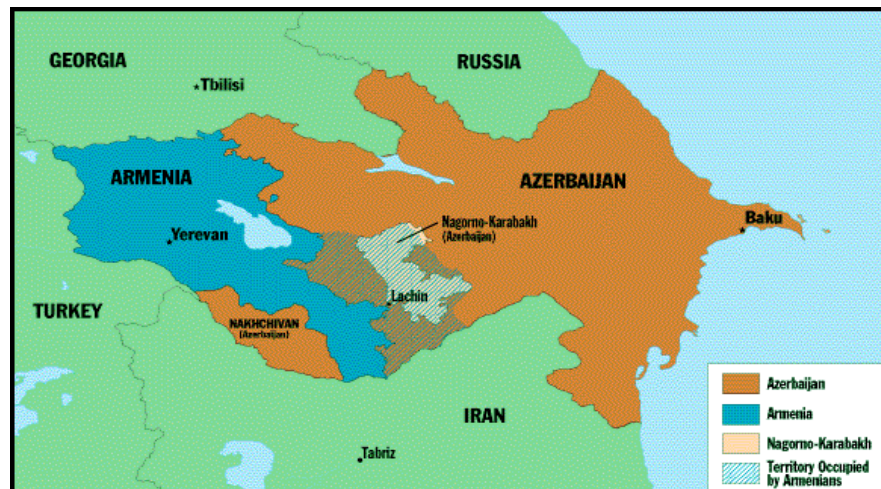 GEORGIA
Tbilisi
RUSSIA
ARMENIA
AZERBAIJAN
Nagorno-Karabakh
(Azerbaijan)
Baku
Yerevan
Lachin
TURKEY
NAKHCHIVAN
(Azerbaijan)
IRAN
Tabriz
Azerbaijan
Armenia
Nagorno-Karabakh
Territory Occupied
by Armenians